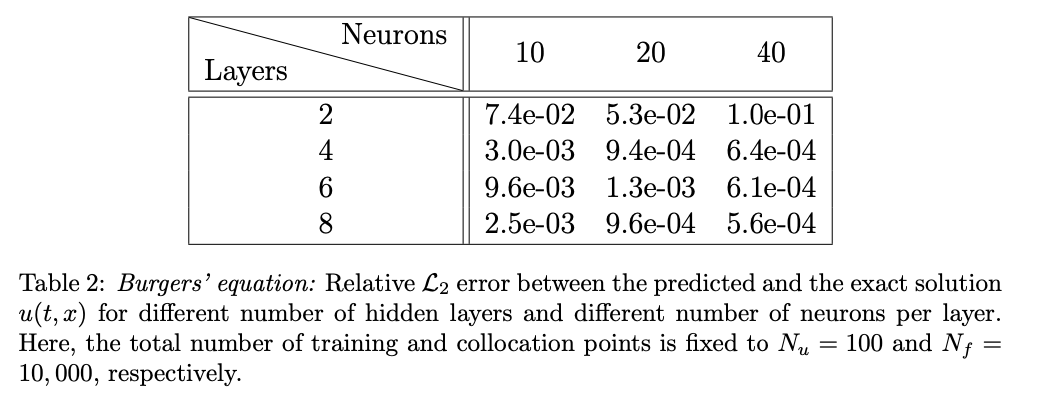 Neurons
Layers
10 20 40
2 7.4e-02 5.3e-02 1.0e-01
4 3.0e-03 9.4e-04 6.4e-04
6 9.6e-03 1.3e-03 6.1e-04
8 2.5e-03 9.6e-04 5.6e-04
Table 2: Burgers’ equation: Relative ℒ₂ error between the predicted and the exact solution
u(t, x) for different number of hidden layers and different number of neurons per layer.
Here, the total number of training and collocation points is fixed to Nᵤ = 100 and N_f =
10,000, respectively.